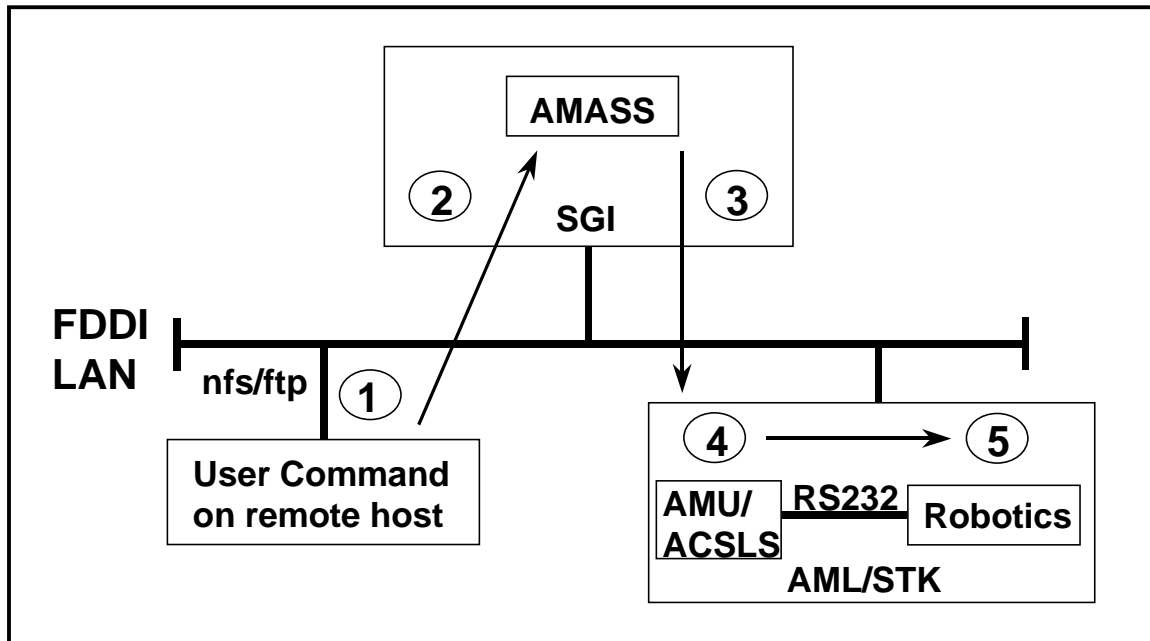 AMASS
2
3
SGI
FDDI
LAN
nfs/ftp
1
User Command
on remote host
4
5
AMU/
ACSLS
RS232
Robotics
AML/STK